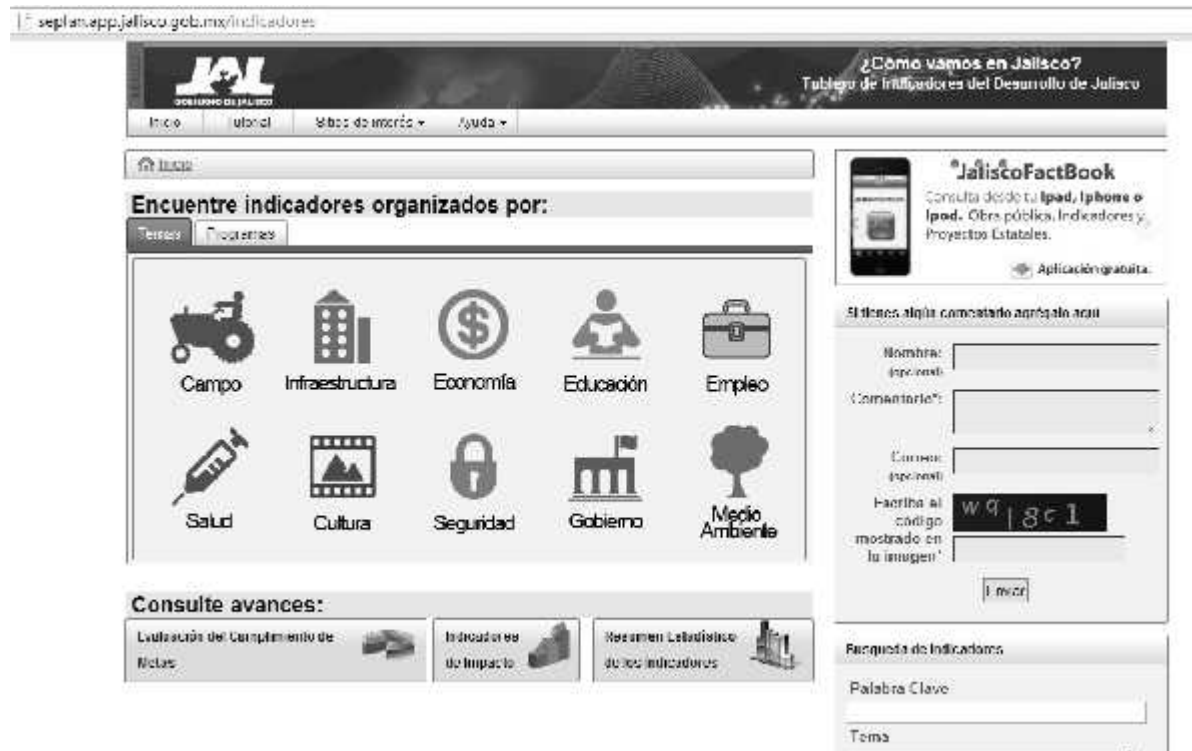 seplan.app.jalisco.gob.mx/indicadores
JAL
GOBIERNO DE JALISCO
¿Cómo vamos en Jalisco?
Tablero de Indicadores del Desarrollo de Jalisco
Inicio Tutorial Sitios de interés Ayuda
Inicio
Encuentre indicadores organizados por:
Temas Programas
Campo Infraestructura Economía Educación Empleo
Salud Cultura Seguridad Gobierno Medio
Ambiente
Consulte avances:
Evaluación del Cumplimiento de
Metas
Indicadores
de Impacto
Resumen Estadístico
de los Indicadores
JaliscoFactBook
Consulta desde tu Ipad, Iphone o
Ipod. Obra pública, Indicadores y
Proyectos Estatales.
Aplicación gratuita.
Si tienes algún comentario agrégalo aquí
Nombre:
(opcional)
Comentario*:
Correo:
(opcional)
Escriba el
código
mostrado en
la imagen*
Enviar
Busqueda de Indicadores
Palabra Clave
Tema